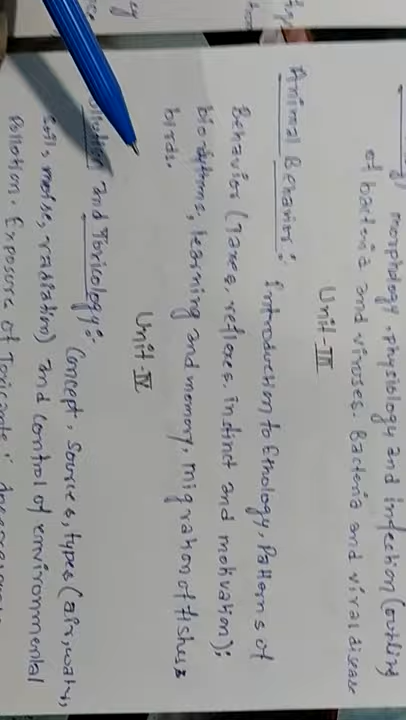 morphology, physiology and infection (outline
of bacteria and viruses. Bacteria and viral disease
Unit-III
Animal Behavior: Introduction to Ethology, Patterns of
Behavior (Taxes, reflexes, instinct and motivation);
biorhythms, learning and memory, migration of fishes
birds.
Unit-IV
and Toxicology: Concept, sources, types (air, water,
soil, noise, radiation) and control of environmental
Pollution. Exposure of Toxicants;